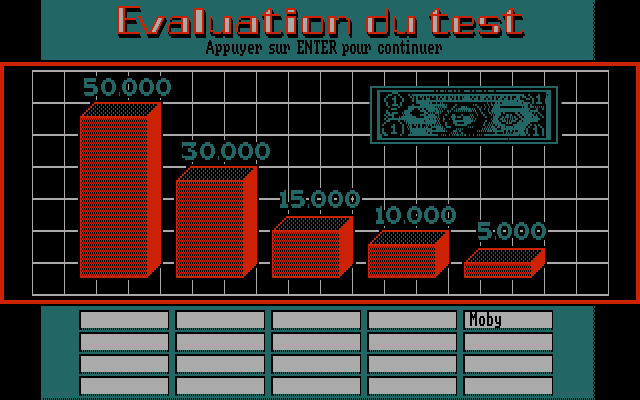 Evaluation du test
Appuyer sur ENTER pour continuer
50.000
30.000
15.000
10.000
5.000
Moby